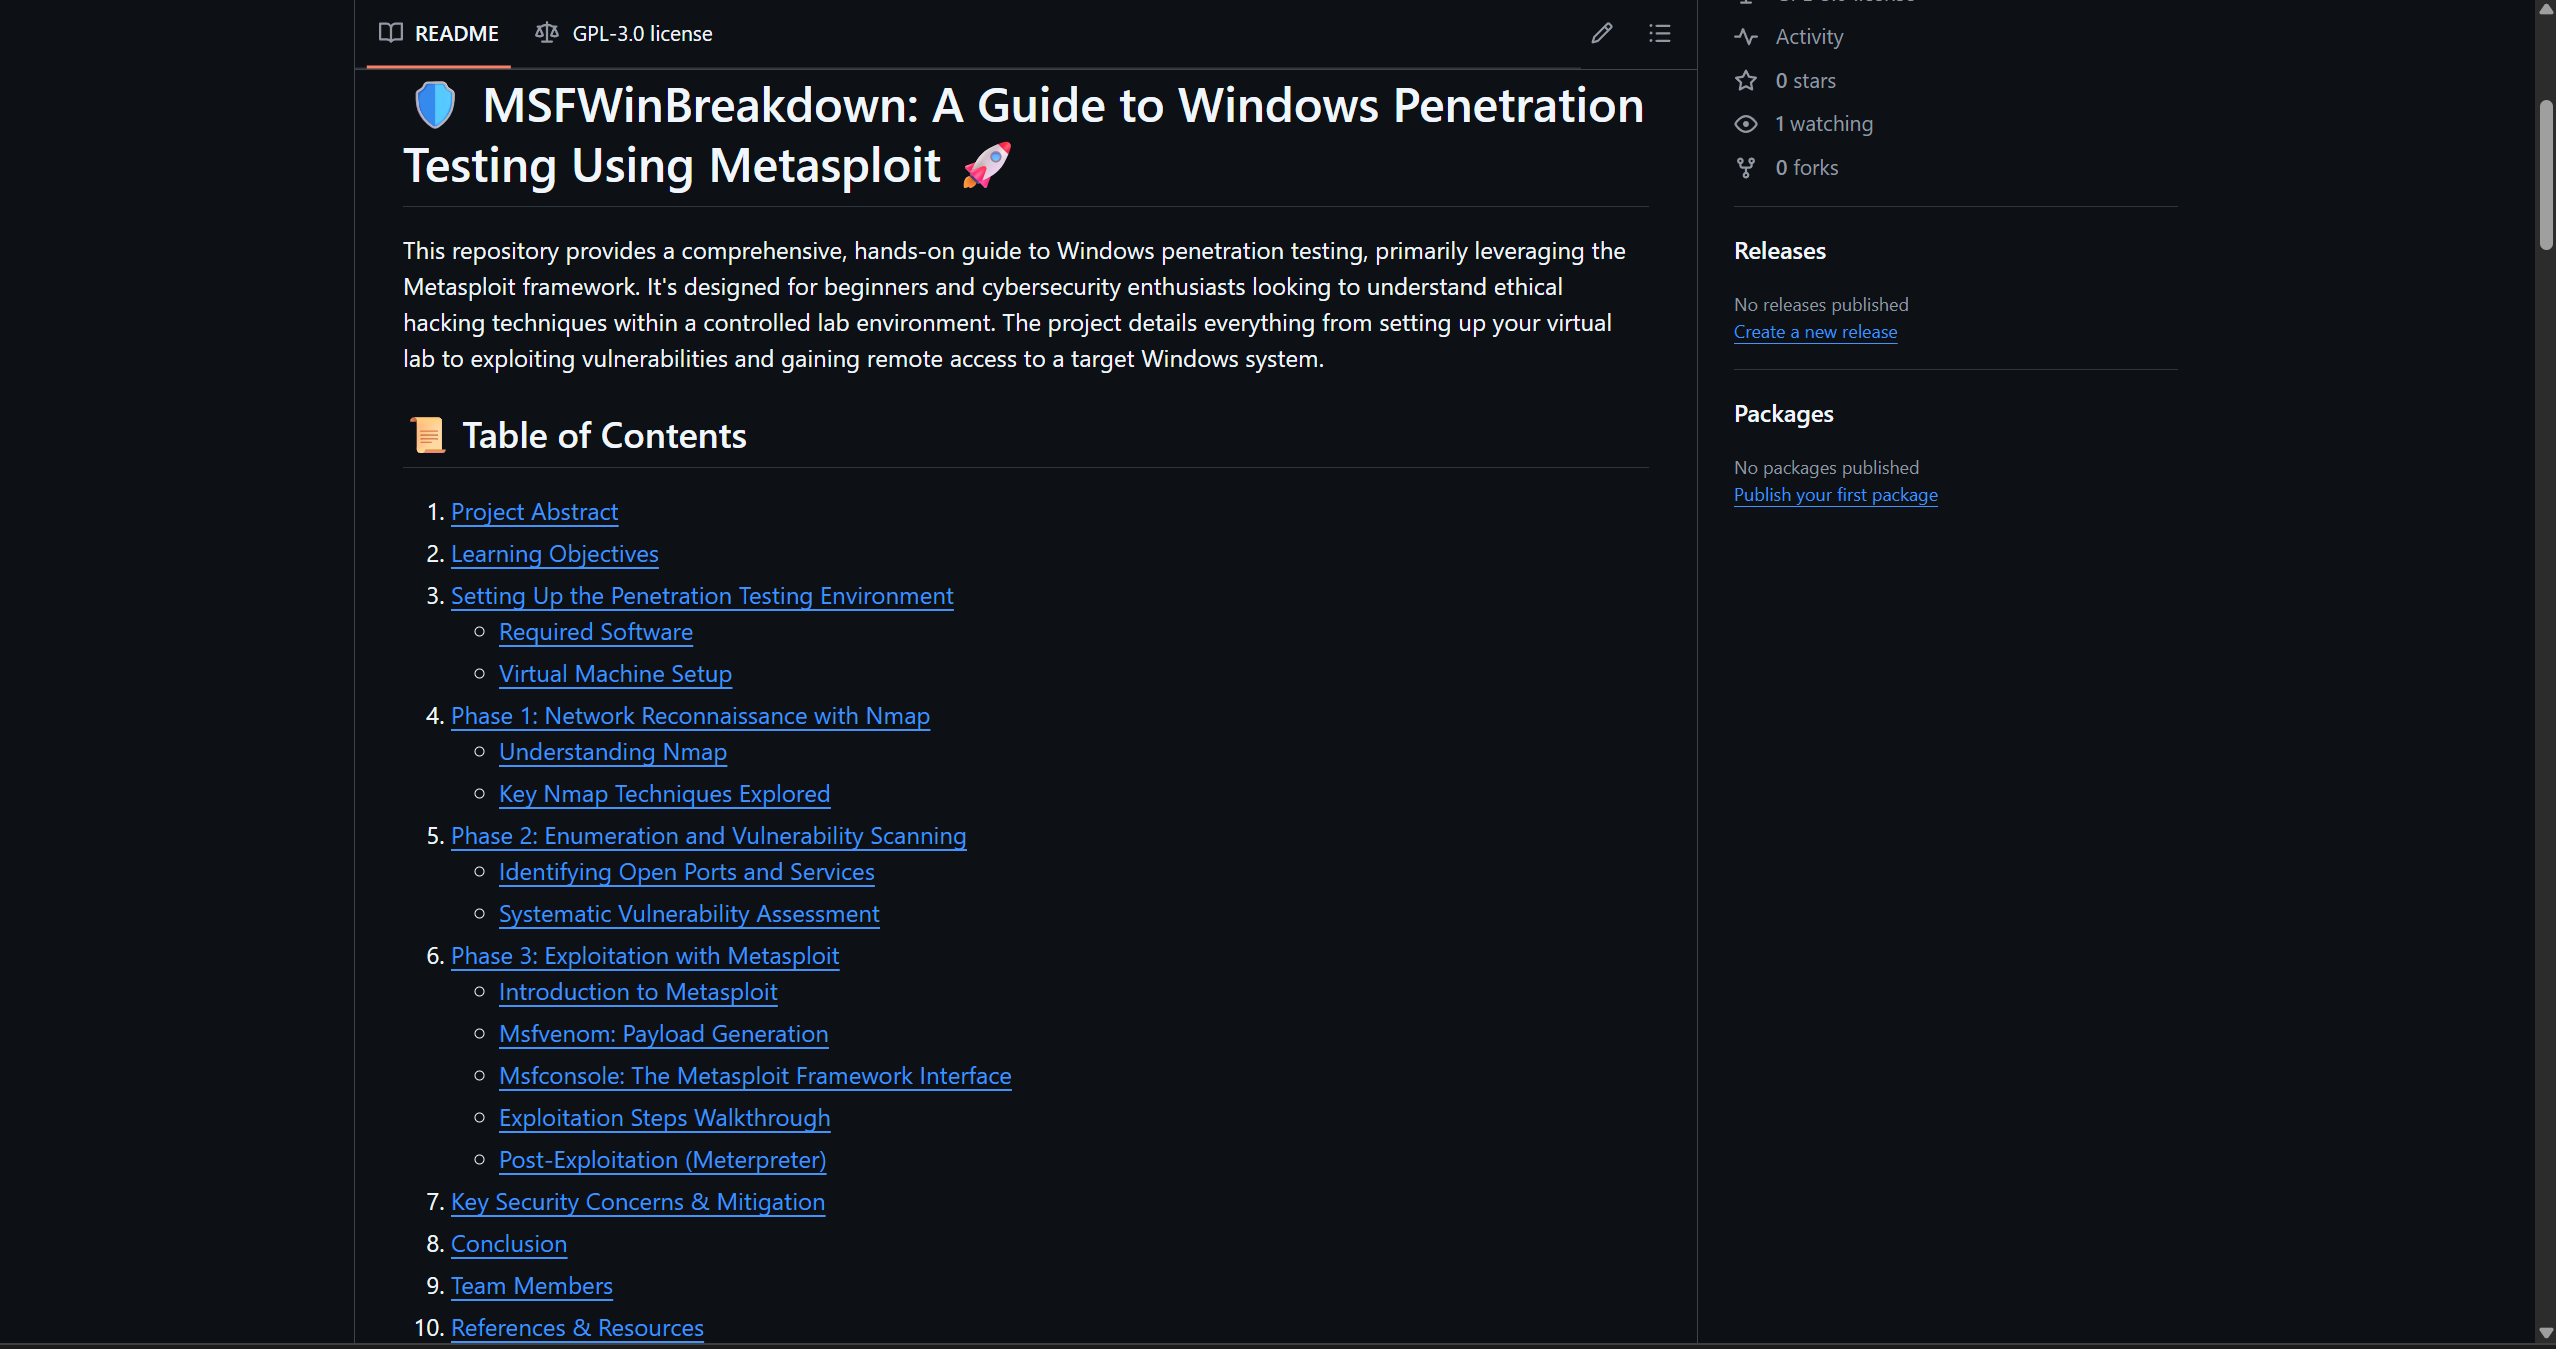 README
GPL-3.0 license
🛡️ MSFWinBreakdown: A Guide to Windows Penetration
Testing Using Metasploit 🚀
This repository provides a comprehensive, hands-on guide to Windows penetration testing, primarily leveraging the
Metasploit framework. It's designed for beginners and cybersecurity enthusiasts looking to understand ethical
hacking techniques within a controlled lab environment. The project details everything from setting up your virtual
lab to exploiting vulnerabilities and gaining remote access to a target Windows system.
📜 Table of Contents
1. Project Abstract
2. Learning Objectives
3. Setting Up the Penetration Testing Environment
○ Required Software
○ Virtual Machine Setup
4. Phase 1: Network Reconnaissance with Nmap
○ Understanding Nmap
○ Key Nmap Techniques Explored
5. Phase 2: Enumeration and Vulnerability Scanning
○ Identifying Open Ports and Services
○ Systematic Vulnerability Assessment
6. Phase 3: Exploitation with Metasploit
○ Introduction to Metasploit
○ Msfvenom: Payload Generation
○ Msfconsole: The Metasploit Framework Interface
○ Exploitation Steps Walkthrough
○ Post-Exploitation (Meterpreter)
7. Key Security Concerns & Mitigation
8. Conclusion
9. Team Members
10. References & Resources
Activity
0 stars
1 watching
0 forks
Releases
No releases published
Create a new release
Packages
No packages published
Publish your first package